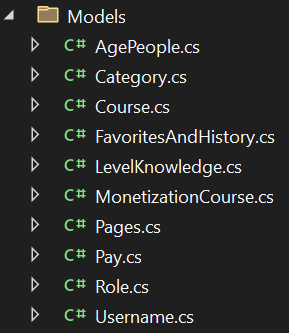 Models
C# AgePeople.cs
C# Category.cs
C# Course.cs
C# FavoritesAndHistory.cs
C# LevelKnowledge.cs
C# MonetizationCourse.cs
C# Pages.cs
C# Pay.cs
C# Role.cs
C# Username.cs